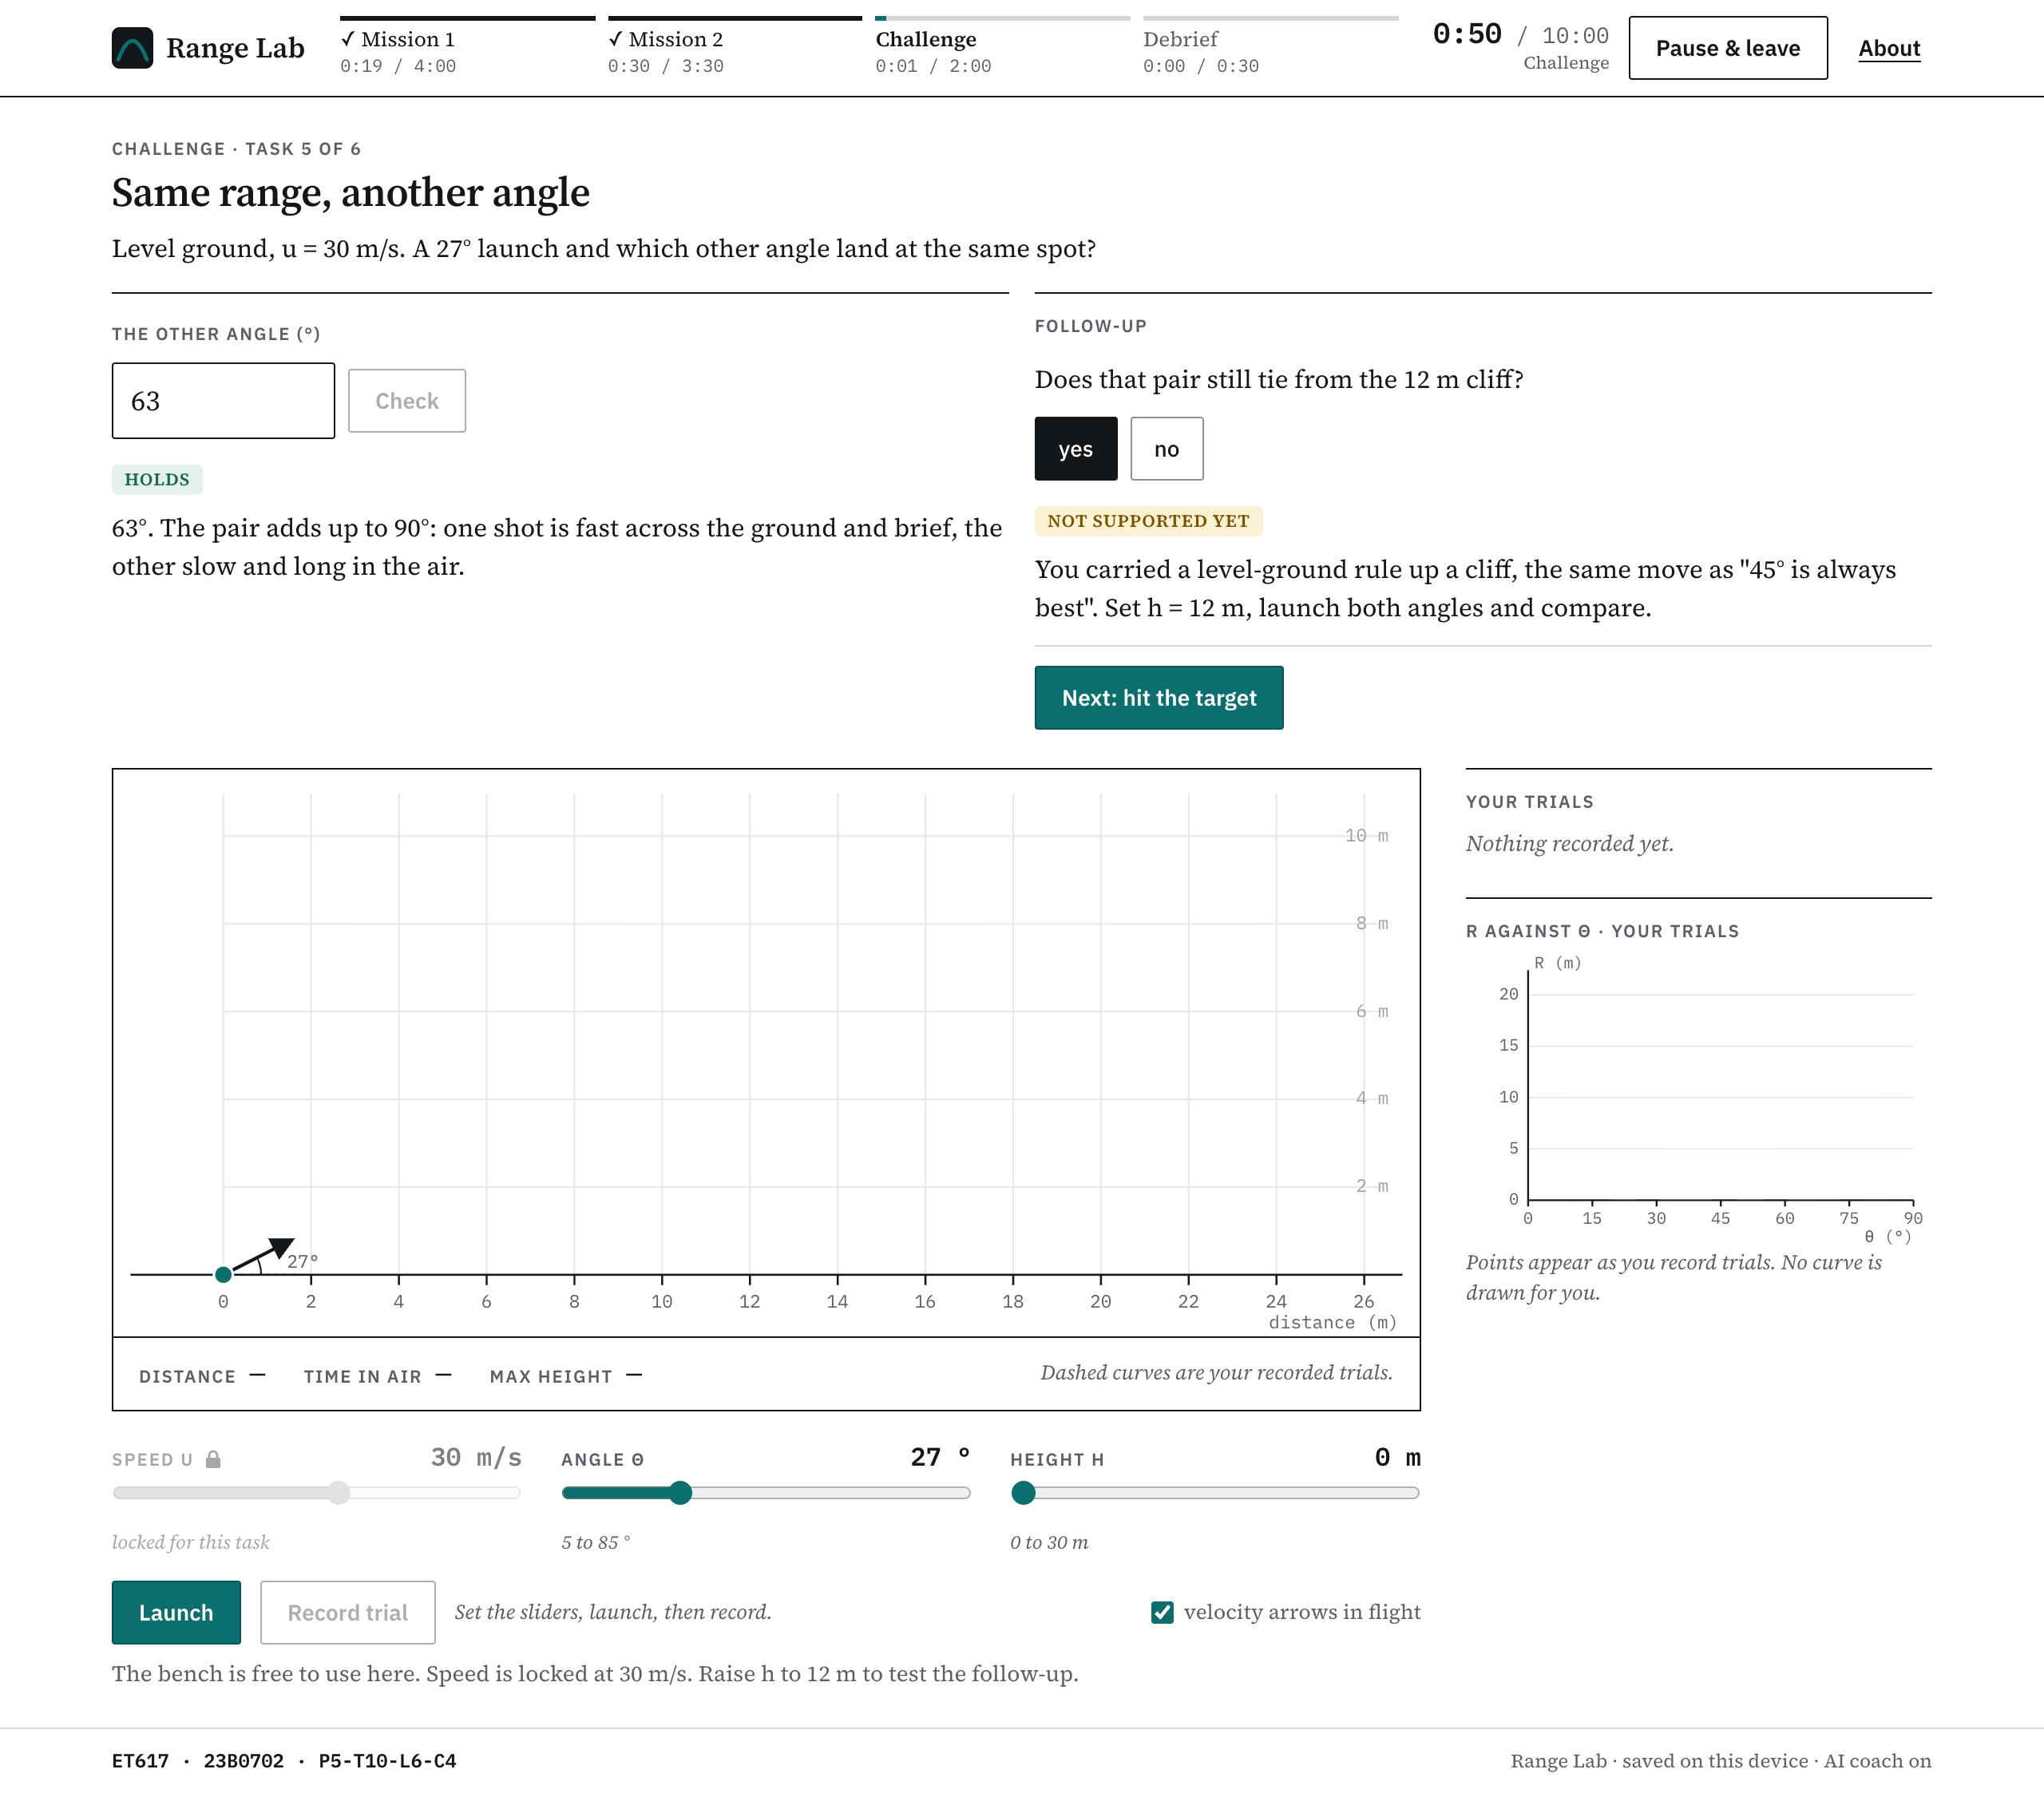 Range Lab
✓ Mission 1
0:19 / 4:00
✓ Mission 2
0:30 / 3:30
Challenge
0:01 / 2:00
Debrief
0:00 / 0:30
0:50 / 10:00
Challenge
Pause & leave
About
CHALLENGE · TASK 5 OF 6
Same range, another angle
Level ground, u = 30 m/s. A 27° launch and which other angle land at the same spot?
THE OTHER ANGLE (°)
63
Check
HOLDS
63°. The pair adds up to 90°: one shot is fast across the ground and brief, the
other slow and long in the air.
FOLLOW-UP
Does that pair still tie from the 12 m cliff?
yes
no
NOT SUPPORTED YET
You carried a level-ground rule up a cliff, the same move as "45° is always
best". Set h = 12 m, launch both angles and compare.
Next: hit the target
10 m
8 m
6 m
4 m
2 m
27°
0 2 4 6 8 10 12 14 16 18 20 22 24 26
distance (m)
DISTANCE — TIME IN AIR — MAX HEIGHT —
Dashed curves are your recorded trials.
YOUR TRIALS
Nothing recorded yet.
R AGAINST Θ · YOUR TRIALS
R (m)
20
15
10
5
0
0 15 30 45 60 75 90
θ (°)
Points appear as you record trials. No curve is
drawn for you.
SPEED U 30 m/s
locked for this task
ANGLE Θ 27 °
5 to 85 °
HEIGHT H 0 m
0 to 30 m
Launch
Record trial
Set the sliders, launch, then record.
velocity arrows in flight
The bench is free to use here. Speed is locked at 30 m/s. Raise h to 12 m to test the follow-up.
ET617 · 23B0702 · P5-T10-L6-C4
Range Lab · saved on this device · AI coach on